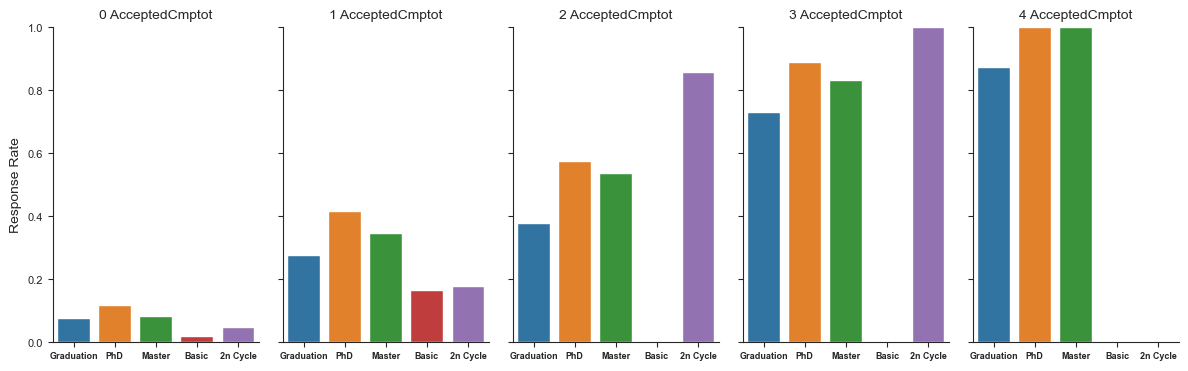 0 AcceptedCmptot
1 AcceptedCmptot
2 AcceptedCmptot
3 AcceptedCmptot
4 AcceptedCmptot
Response Rate
1.0
0.8
0.6
0.4
0.2
0.0
Graduation PhD Master Basic 2n Cycle
Graduation PhD Master Basic 2n Cycle
Graduation PhD Master Basic 2n Cycle
Graduation PhD Master Basic 2n Cycle
Graduation PhD Master Basic 2n Cycle